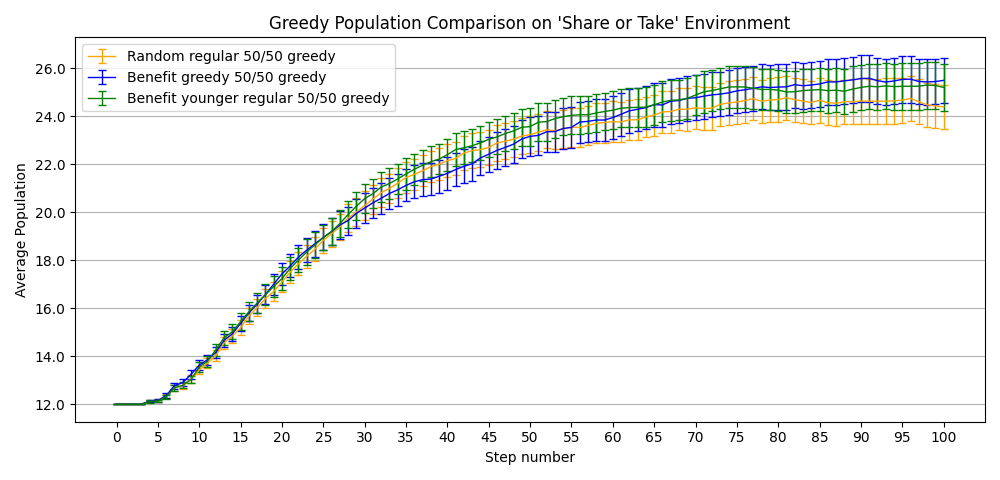 Greedy Population Comparison on 'Share or Take' Environment
Random regular 50/50 greedy
Benefit greedy 50/50 greedy
Benefit younger regular 50/50 greedy
Average Population
26.0
24.0
22.0
20.0
18.0
16.0
14.0
12.0
0 5 10 15 20 25 30 35 40 45 50 55 60 65 70 75 80 85 90 95 100
Step number